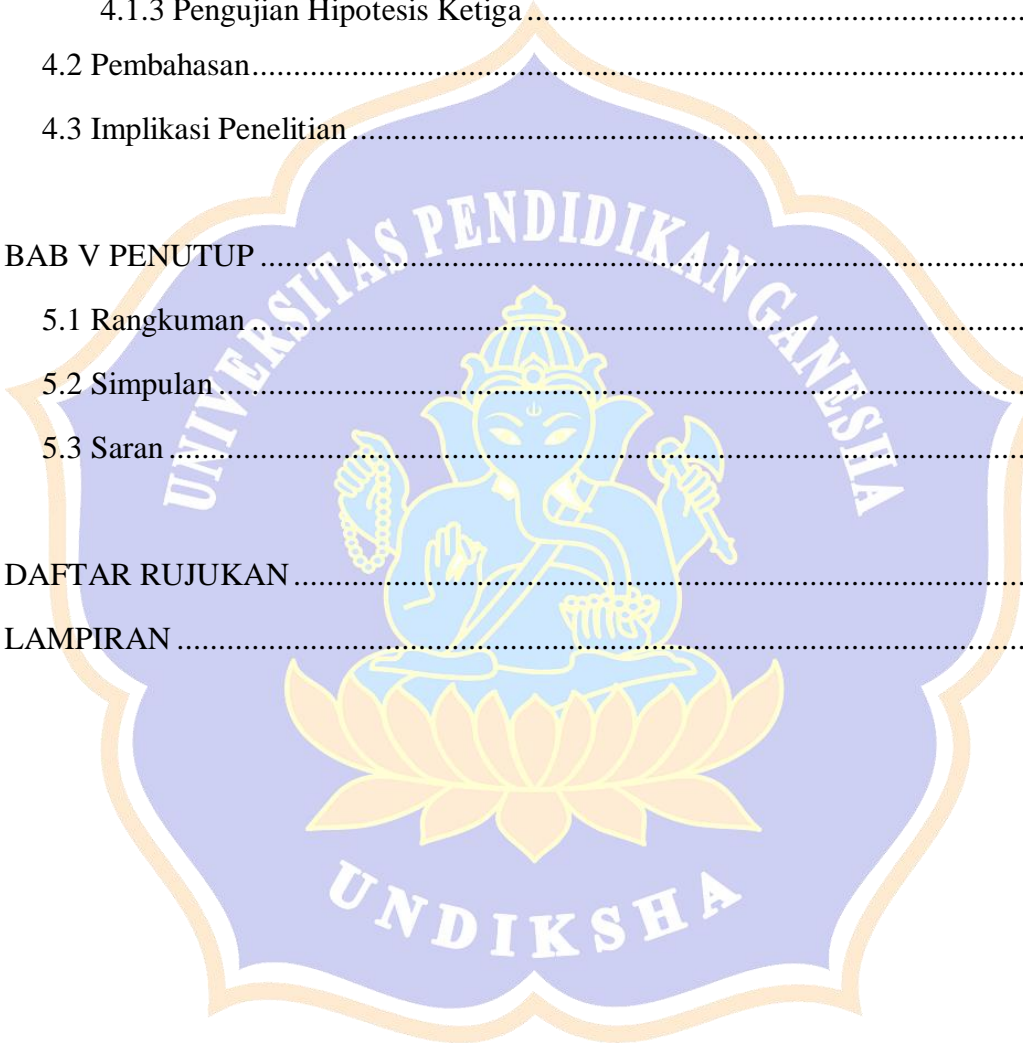 4.1.3 Pengujian Hipotesis Ketiga ................................................................
4.2 Pembahasan ................................................................
4.3 Implikasi Penelitian ................................................................
BAB V PENUTUP ................................................................
5.1 Rangkuman ................................................................
5.2 Simpulan ................................................................
5.3 Saran ................................................................
DAFTAR RUJUKAN ................................................................
LAMPIRAN ................................................................
UNIVERSITAS PENDIDIKAN GANESHA
UNDIKSHA